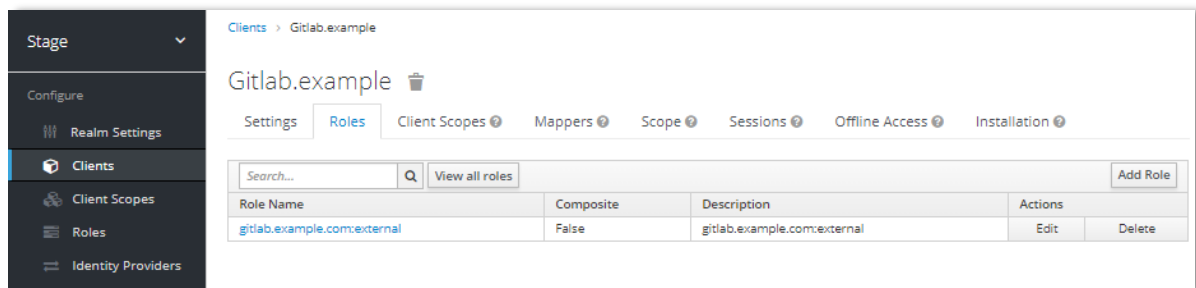 Stage
Clients > Gitlab.example
Gitlab.example
Configure
Settings Roles Client Scopes Mappers Scope Sessions Offline Access Installation
Realm Settings
Clients
Client Scopes
Roles
Identity Providers
Search... View all roles Add Role
Role Name Composite Description Actions
gitlab.example.com:external False gitlab.example.com:external Edit Delete